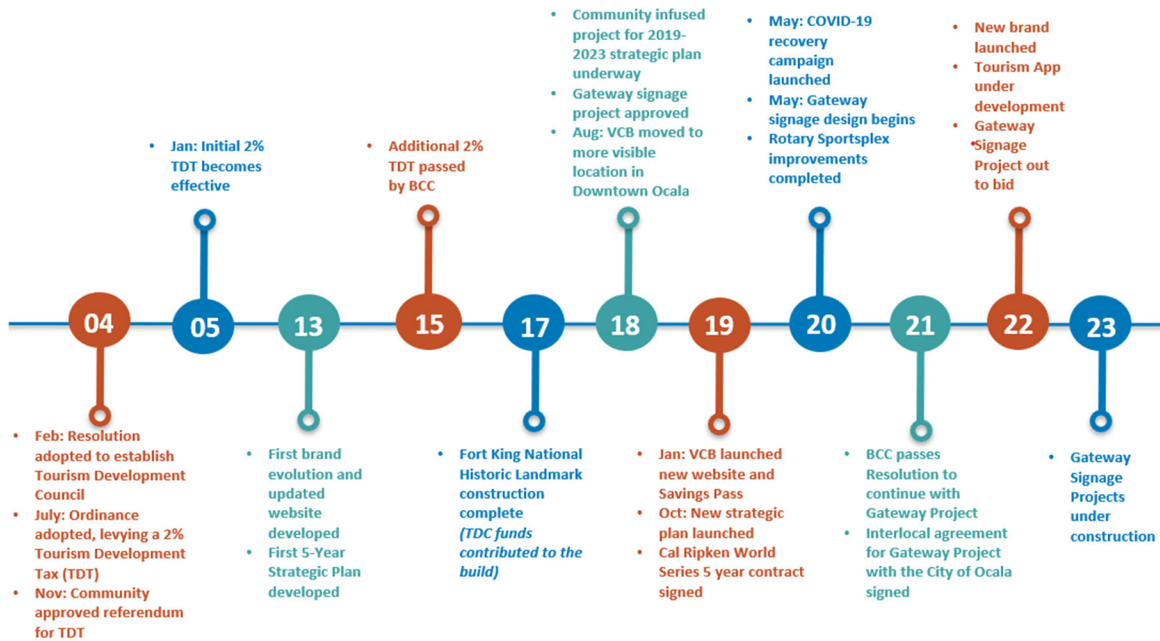 • Community infused
project for 2019-
2023 strategic plan
underway
• Gateway signage
project approved
• Aug: VCB moved to
more visible
location in
Downtown Ocala
• May: COVID-19
recovery
campaign
launched
• May: Gateway
signage design begins
• Rotary Sportsplex
improvements
completed
• New brand
launched
• Tourism App
under
development
• Gateway
•Signage
Project out
to bid
• Jan: Initial 2%
TDT becomes
effective
• Additional 2%
TDT passed
by BCC
04
05
13
15
17
18
19
20
21
22
23
• Feb: Resolution
adopted to establish
Tourism Development
Council
• July: Ordinance
adopted, levying a 2%
Tourism Development
Tax (TDT)
• Nov: Community
approved referendum
for TDT
• First brand
evolution and
updated
website
developed
• First 5-Year
Strategic Plan
developed
• Fort King National
Historic Landmark
construction
complete
(TDC funds
contributed to the
build)
• Jan: VCB launched
new website and
Savings Pass
• Oct: New strategic
plan launched
• Cal Ripken World
Series 5 year contract
signed
• BCC passes
Resolution to
continue with
Gateway Project
• Interlocal agreement
for Gateway Project
with the City of Ocala
signed
• Gateway
Signage
Projects
under
construction